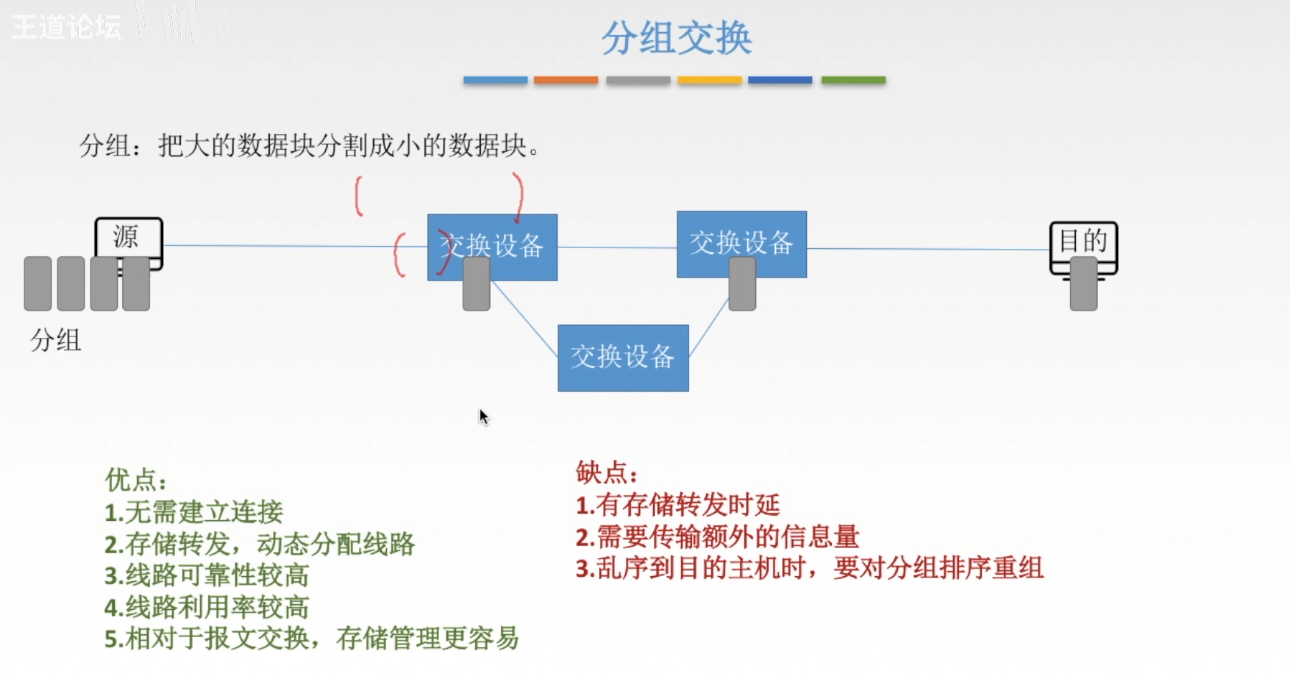 王道论坛
分组交换
分组：把大的数据块分割成小的数据块。
源
交换设备
交换设备
目的
分组
交换设备
优点：
1.无需建立连接
2.存储转发，动态分配线路
3.线路可靠性较高
4.线路利用率较高
5.相对于报文交换，存储管理更容易
缺点：
1.有存储转发时延
2.需要传输额外的信息量
3.乱序到目的主机时，要对分组排序重组